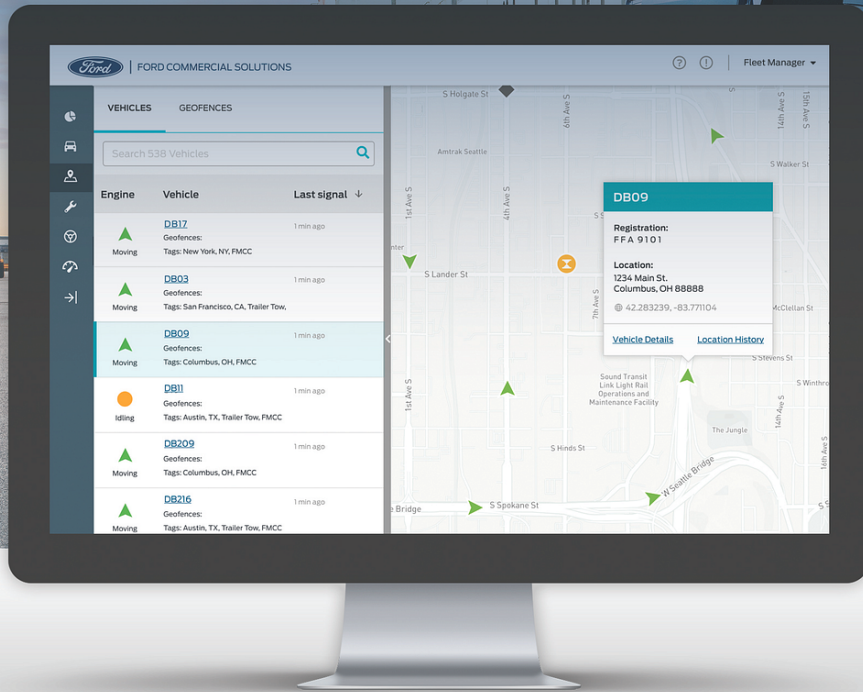 Ford
FORD COMMERCIAL SOLUTIONS
Fleet Manager
VEHICLES
GEOFENCES
Search 538 Vehicles
Engine
Vehicle
Last signal
Moving
DB17
Geofences:
Tags: New York, NY, FMCC
1 min ago
Moving
DB03
Geofences:
Tags: San Francisco, CA, Trailer Tow,
1 min ago
Moving
DB09
Geofences:
Tags: Columbus, OH, FMCC
1 min ago
Idling
DB11
Geofences:
Tags: Austin, TX, Trailer Tow, FMCC
1 min ago
Moving
DB209
Geofences:
Tags: Columbus, OH, FMCC
1 min ago
Moving
DB216
Geofences:
Tags: Austin, TX, Trailer Tow, FMCC
1 min ago
S Holgate St
6th Ave S
14th Ave S
15th Ave S
Amtrak Seattle
S Walker St
1st Ave S
4th Ave S
S Lander St
7th Ave S
McClellan St
DB09
Registration:
FFA 9101
Location:
1234 Main St.
Columbus, OH 88888
42.283239, -83.771104
Vehicle Details
Location History
S Stevens St
Sound Transit
Link Light Rail
Operations and
Maintenance Facility
S Winthro
1st Ave S
14th Ave S
The Jungle
S Hinds St
16th Ave S
W Seattle Bridge
e Bridge
S Spokane St